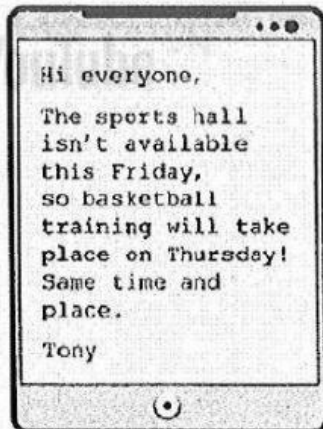 Hi everyone,
The sports hall
isn't available
this Friday,
so basketball
training will take
place on Thursday!
Same time and
place.
Tony